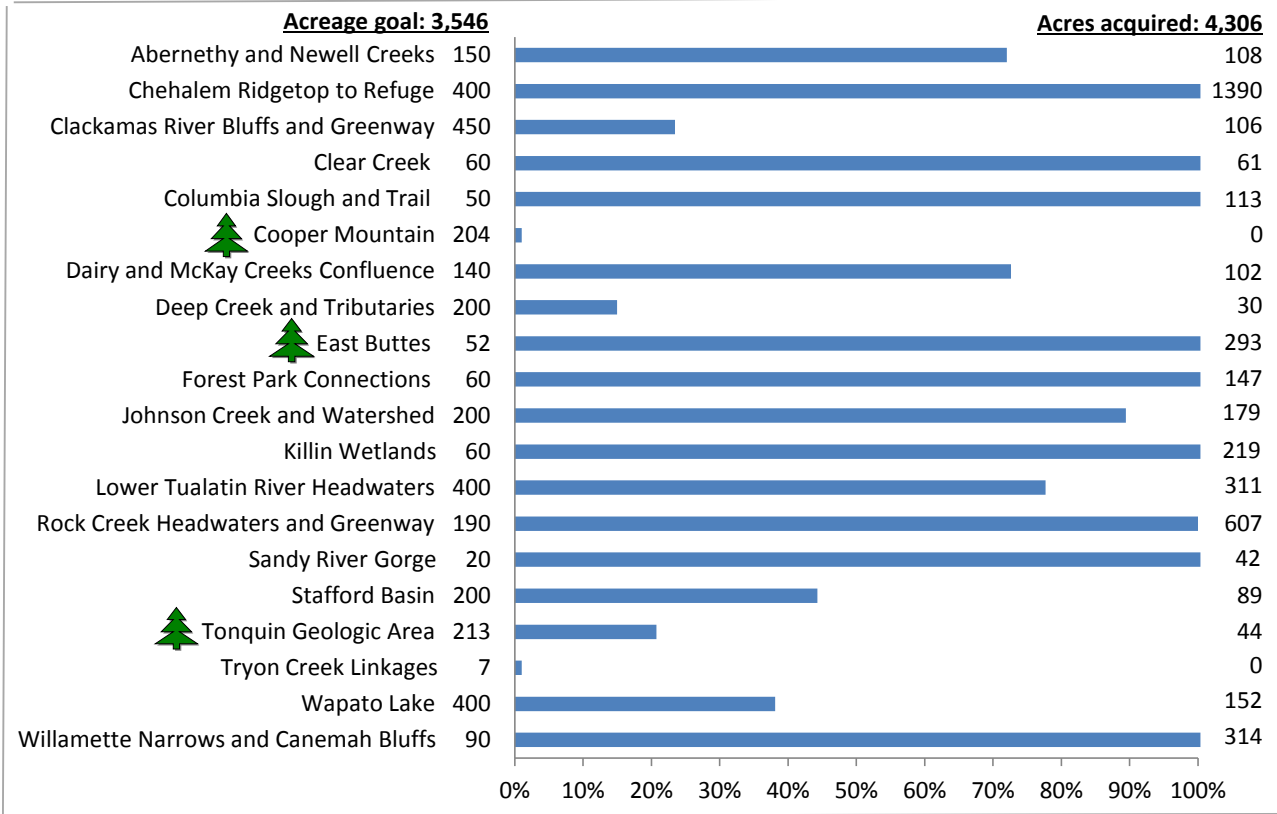 Acreage goal: 3,546 Acres acquired: 4,306
Abernethy and Newell Creeks 150 108
Chehalem Ridgetop to Refuge 400 1390
Clackamas River Bluffs and Greenway 450 106
Clear Creek 60 61
Columbia Slough and Trail 50 113
Cooper Mountain 204 0
Dairy and McKay Creeks Confluence 140 102
Deep Creek and Tributaries 200 30
East Buttes 52 293
Forest Park Connections 60 147
Johnson Creek and Watershed 200 179
Killin Wetlands 60 219
Lower Tualatin River Headwaters 400 311
Rock Creek Headwaters and Greenway 190 607
Sandy River Gorge 20 42
Stafford Basin 200 89
Tonquin Geologic Area 213 44
Tryon Creek Linkages 7 0
Wapato Lake 400 152
Willamette Narrows and Canemah Bluffs 90 314
0% 10% 20% 30% 40% 50% 60% 70% 80% 90% 100%